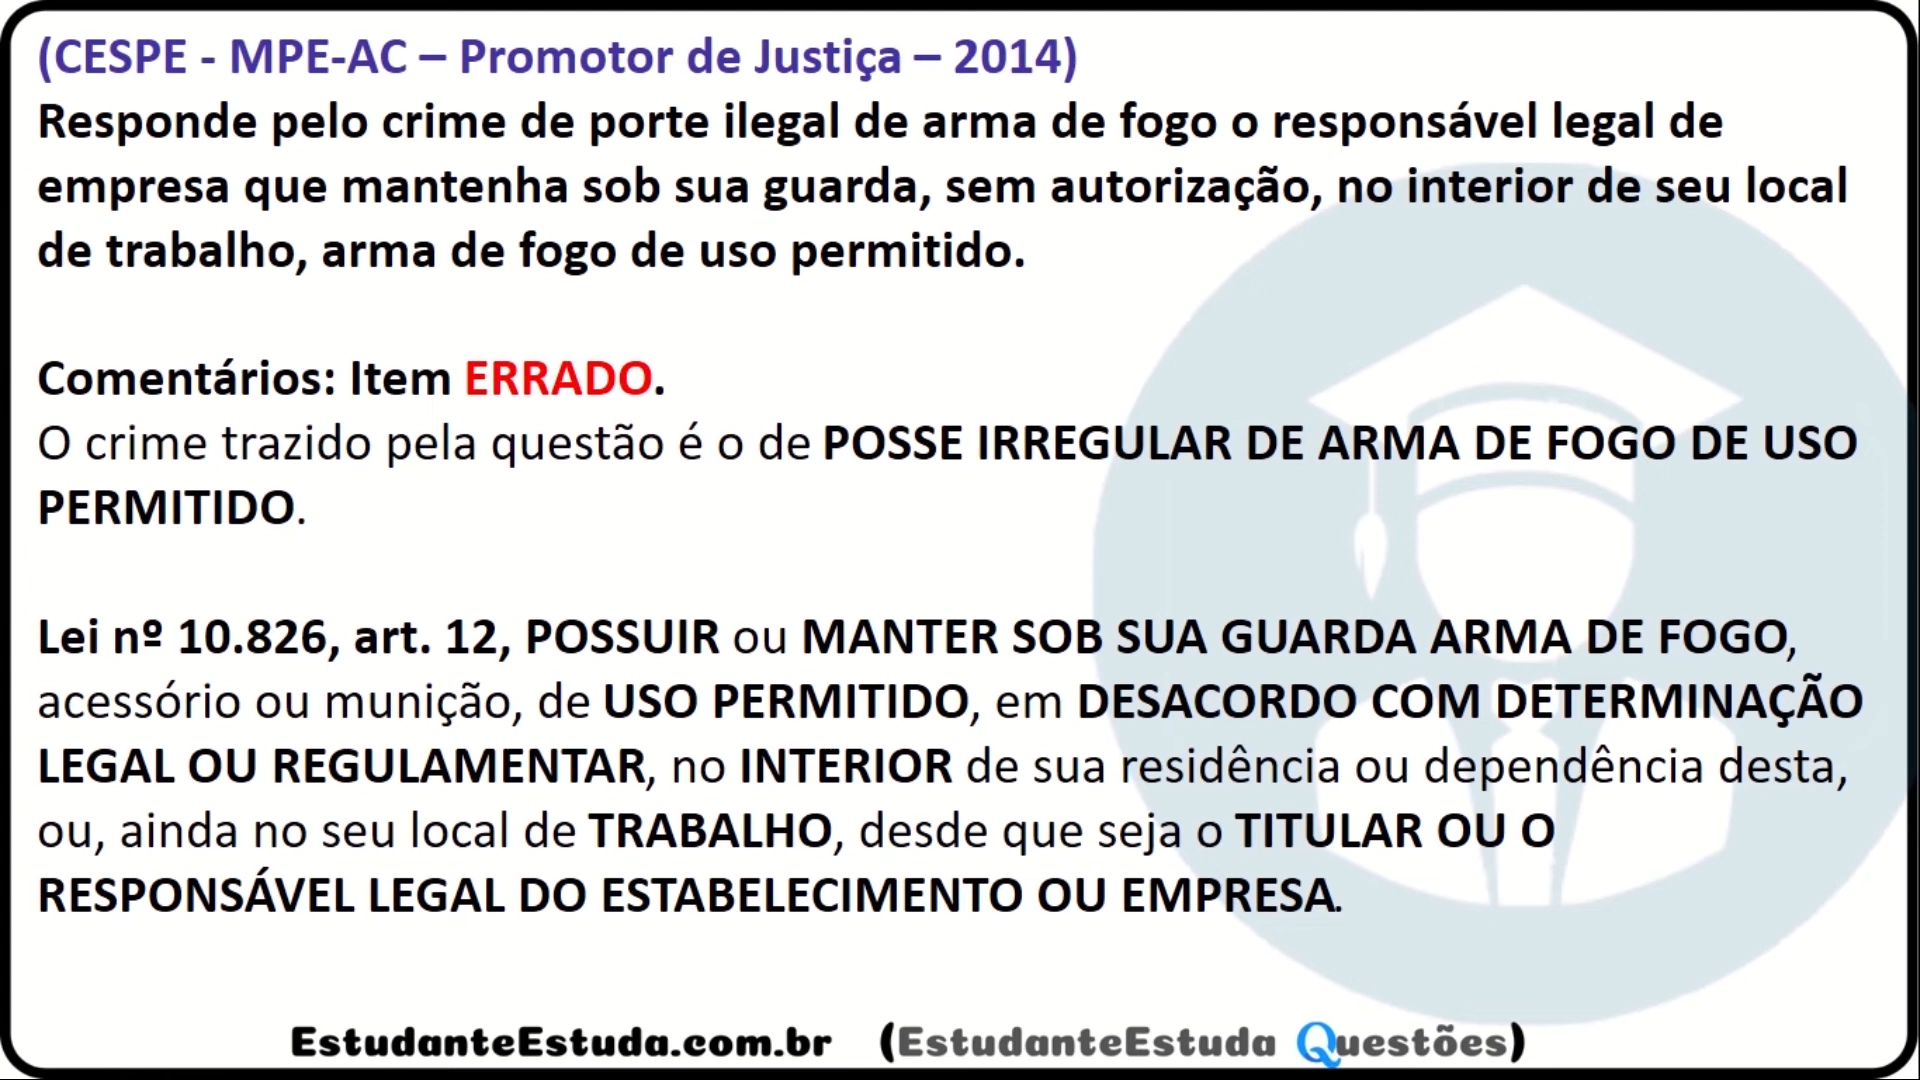 (CESPE - MPE-AC – Promotor de Justiça – 2014)
Responde pelo crime de porte ilegal de arma de fogo o responsável legal de
empresa que mantenha sob sua guarda, sem autorização, no interior de seu local
de trabalho, arma de fogo de uso permitido.
Comentários: Item ERRADO.
O crime trazido pela questão é o de POSSE IRREGULAR DE ARMA DE FOGO DE USO
PERMITIDO.
Lei nº 10.826, art. 12, POSSUIR ou MANTER SOB SUA GUARDA ARMA DE FOGO,
acessório ou munição, de USO PERMITIDO, em DESACORDO COM DETERMINAÇÃO
LEGAL OU REGULAMENTAR, no INTERIOR de sua residência ou dependência desta,
ou, ainda no seu local de TRABALHO, desde que seja o TITULAR OU O
RESPONSÁVEL LEGAL DO ESTABELECIMENTO OU EMPRESA.
EstudanteEstuda.com.br (EstudanteEstuda Questões)